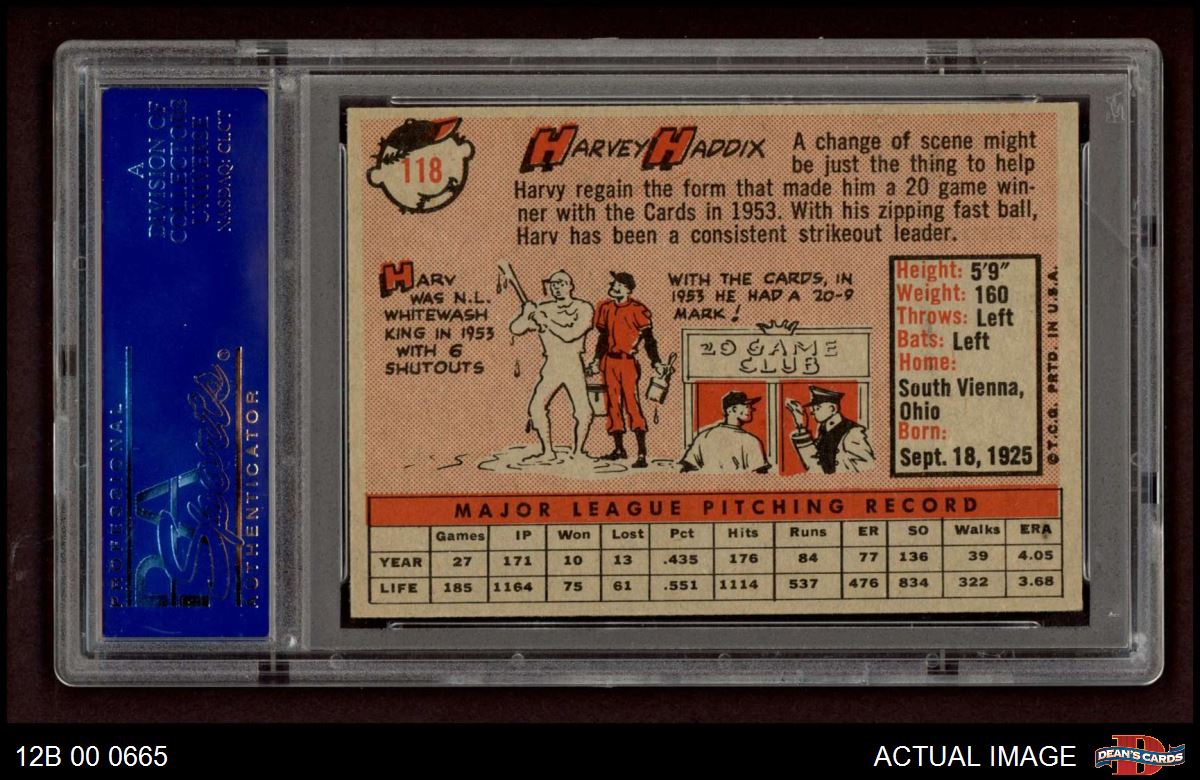 A
DIVISION OF
COLLECTORS
UNIVERSE
NASDAQ: CLCT
PSA
Sports
PROFESSIONAL
AUTHENTICATOR
118
HARVEY HADDIX
A change of scene might
be just the thing to help
Harvy regain the form that made him a 20 game win-
ner with the Cards in 1953. With his zipping fast ball,
Harv has been a consistent strikeout leader.
HARV
WAS N.L.
WHITEWASH
KING IN 1953
WITH 6
SHUTOUTS
WITH THE CARDS, IN
1953 HE HAD A 20-9
MARK!
20 GAME
CLUB
Height: 5'9"
Weight: 160
Throws: Left
Bats: Left
Home:
South Vienna,
Ohio
Born:
Sept. 18, 1925
©T.C.G. PRTD. IN U.S.A.
MAJOR LEAGUE PITCHING RECORD
Games IP Won Lost Pct Hits Runs ER SO Walks ERA
YEAR 27 171 10 13 .435 176 84 77 136 39 4.05
LIFE 185 1164 75 61 .551 1114 537 476 834 322 3.68
12B 00 0665
ACTUAL IMAGE
DEAN'S CARDS